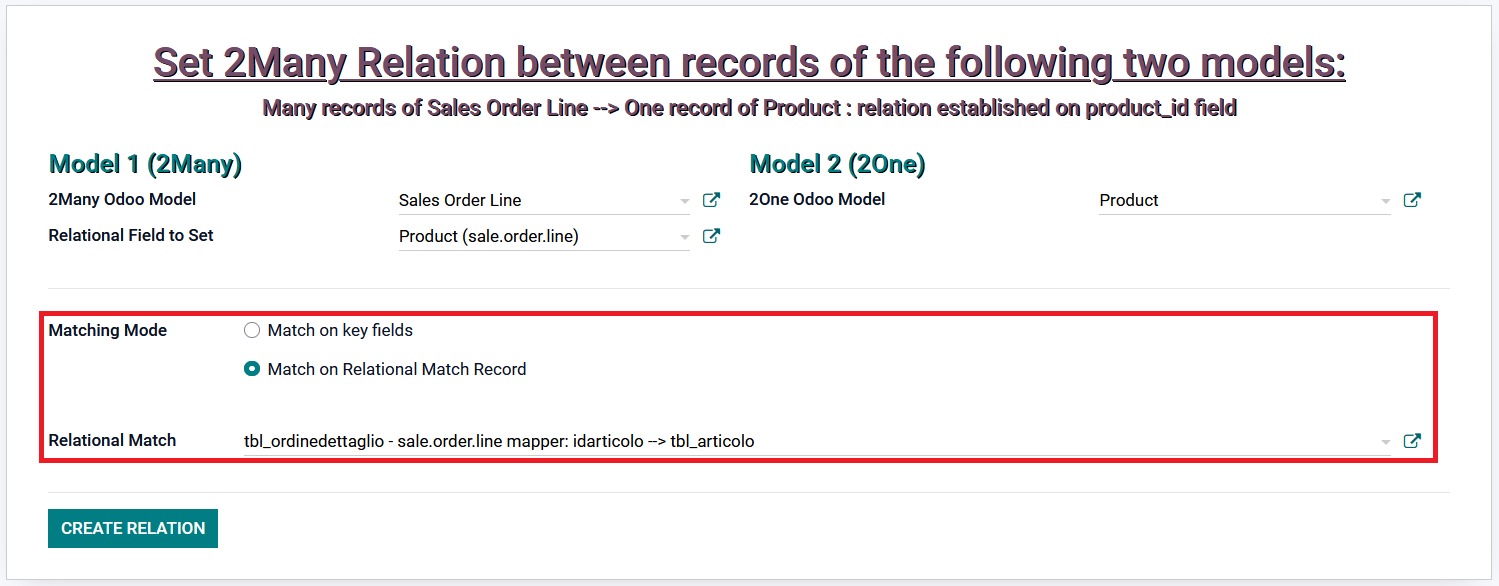 Set 2Many Relation between records of the following two models:
Many records of Sales Order Line --> One record of Product : relation established on product_id field
Model 1 (2Many)
2Many Odoo Model Sales Order Line
Relational Field to Set Product (sale.order.line)
Model 2 (2One)
2One Odoo Model Product
Matching Mode Match on key fields
Match on Relational Match Record
Relational Match tbl_ordinedettaglio - sale.order.line mapper: idarticolo --> tbl_articolo
CREATE RELATION